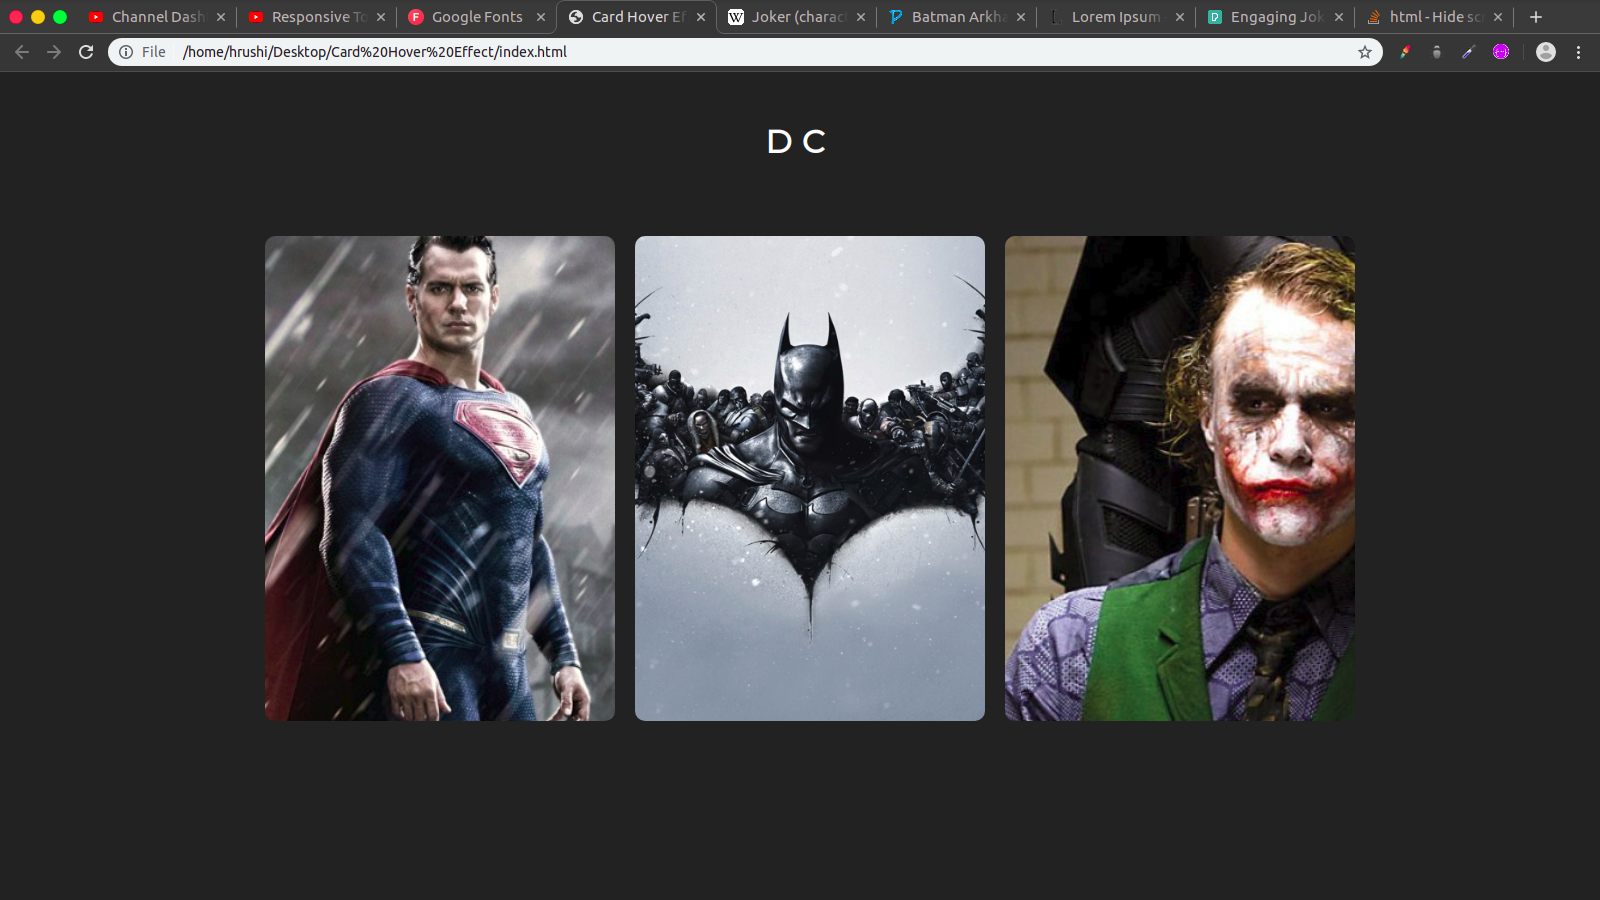 Channel Dash
Responsive To
Google Fonts
Card Hover Ef
Joker (charac
Batman Arkha
Lorem Ipsum
Engaging Jok
html - Hide sc
File
/home/hrushi/Desktop/Card%20Hover%20Effect/index.html
D C